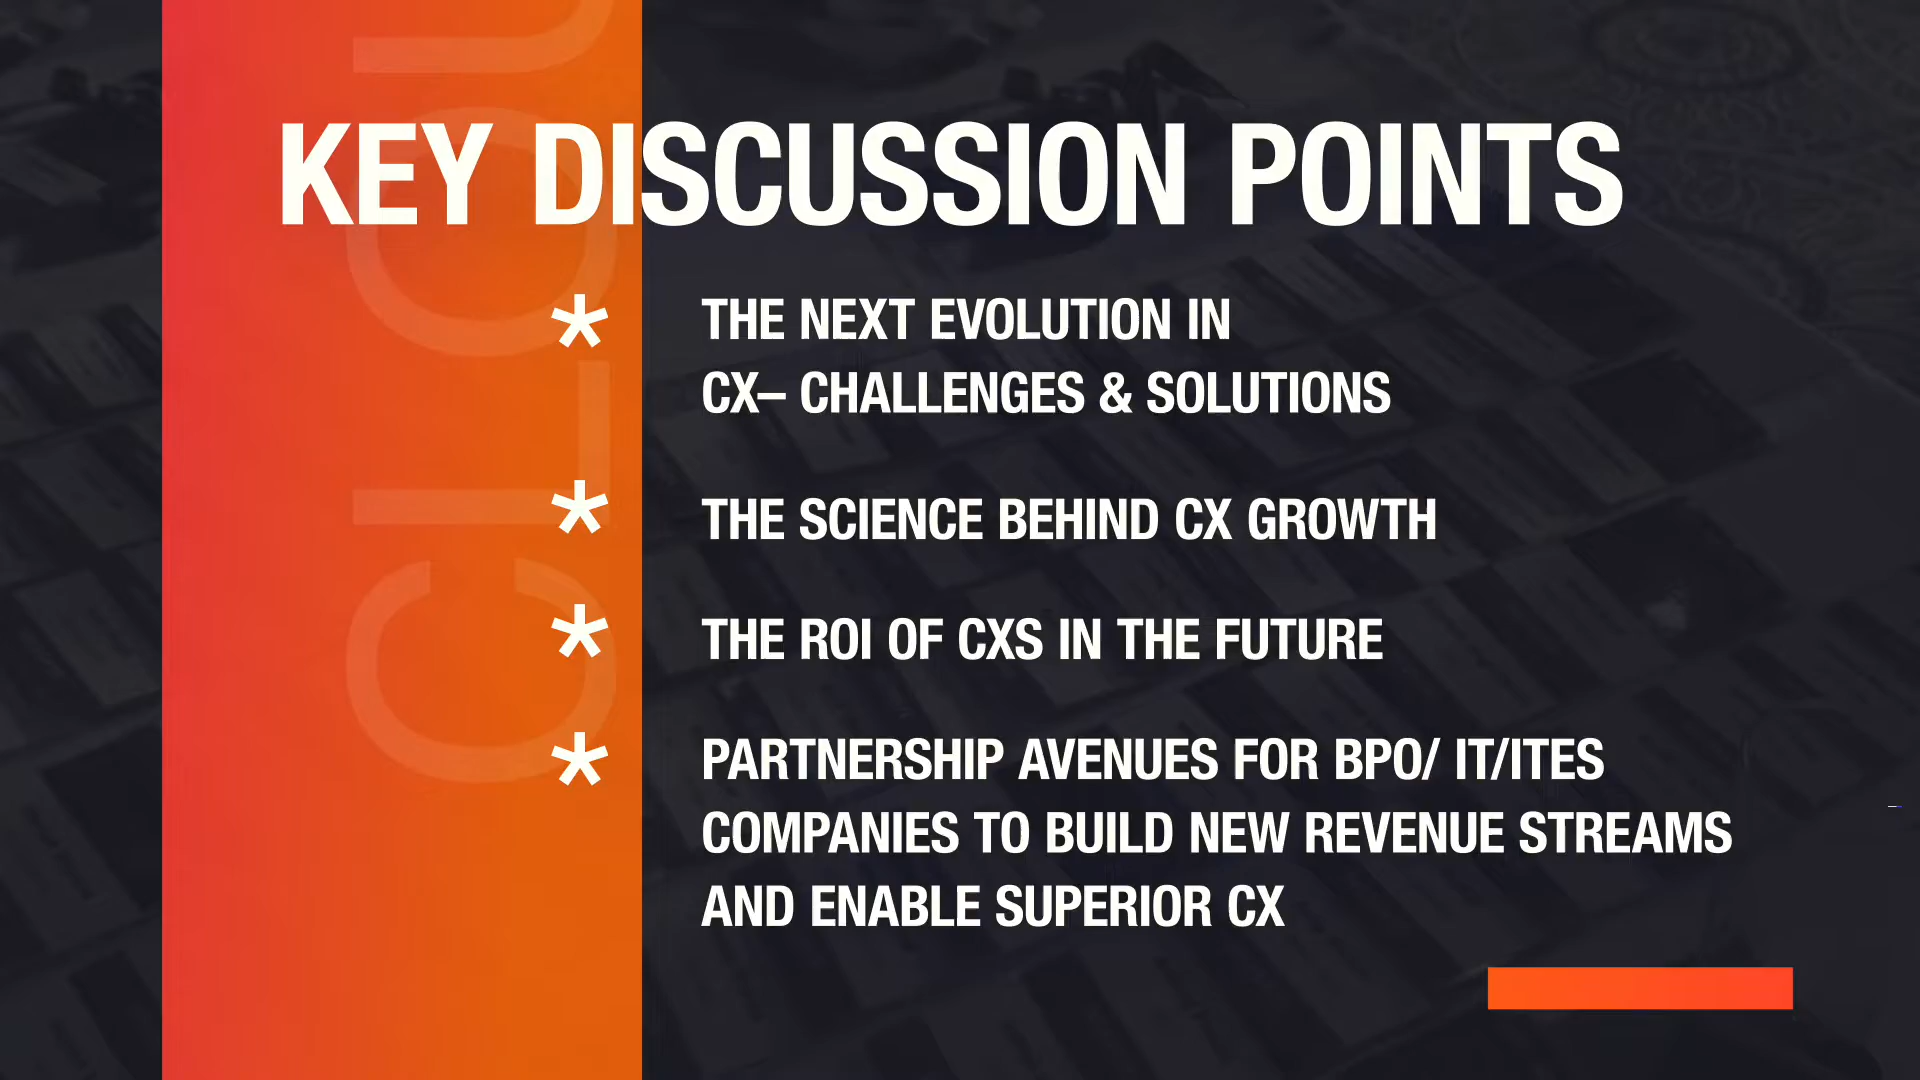 KEY DISCUSSION POINTS
* THE NEXT EVOLUTION IN
CX– CHALLENGES & SOLUTIONS
* THE SCIENCE BEHIND CX GROWTH
* THE ROI OF CXS IN THE FUTURE
* PARTNERSHIP AVENUES FOR BPO/ IT/ITES
COMPANIES TO BUILD NEW REVENUE STREAMS
AND ENABLE SUPERIOR CX